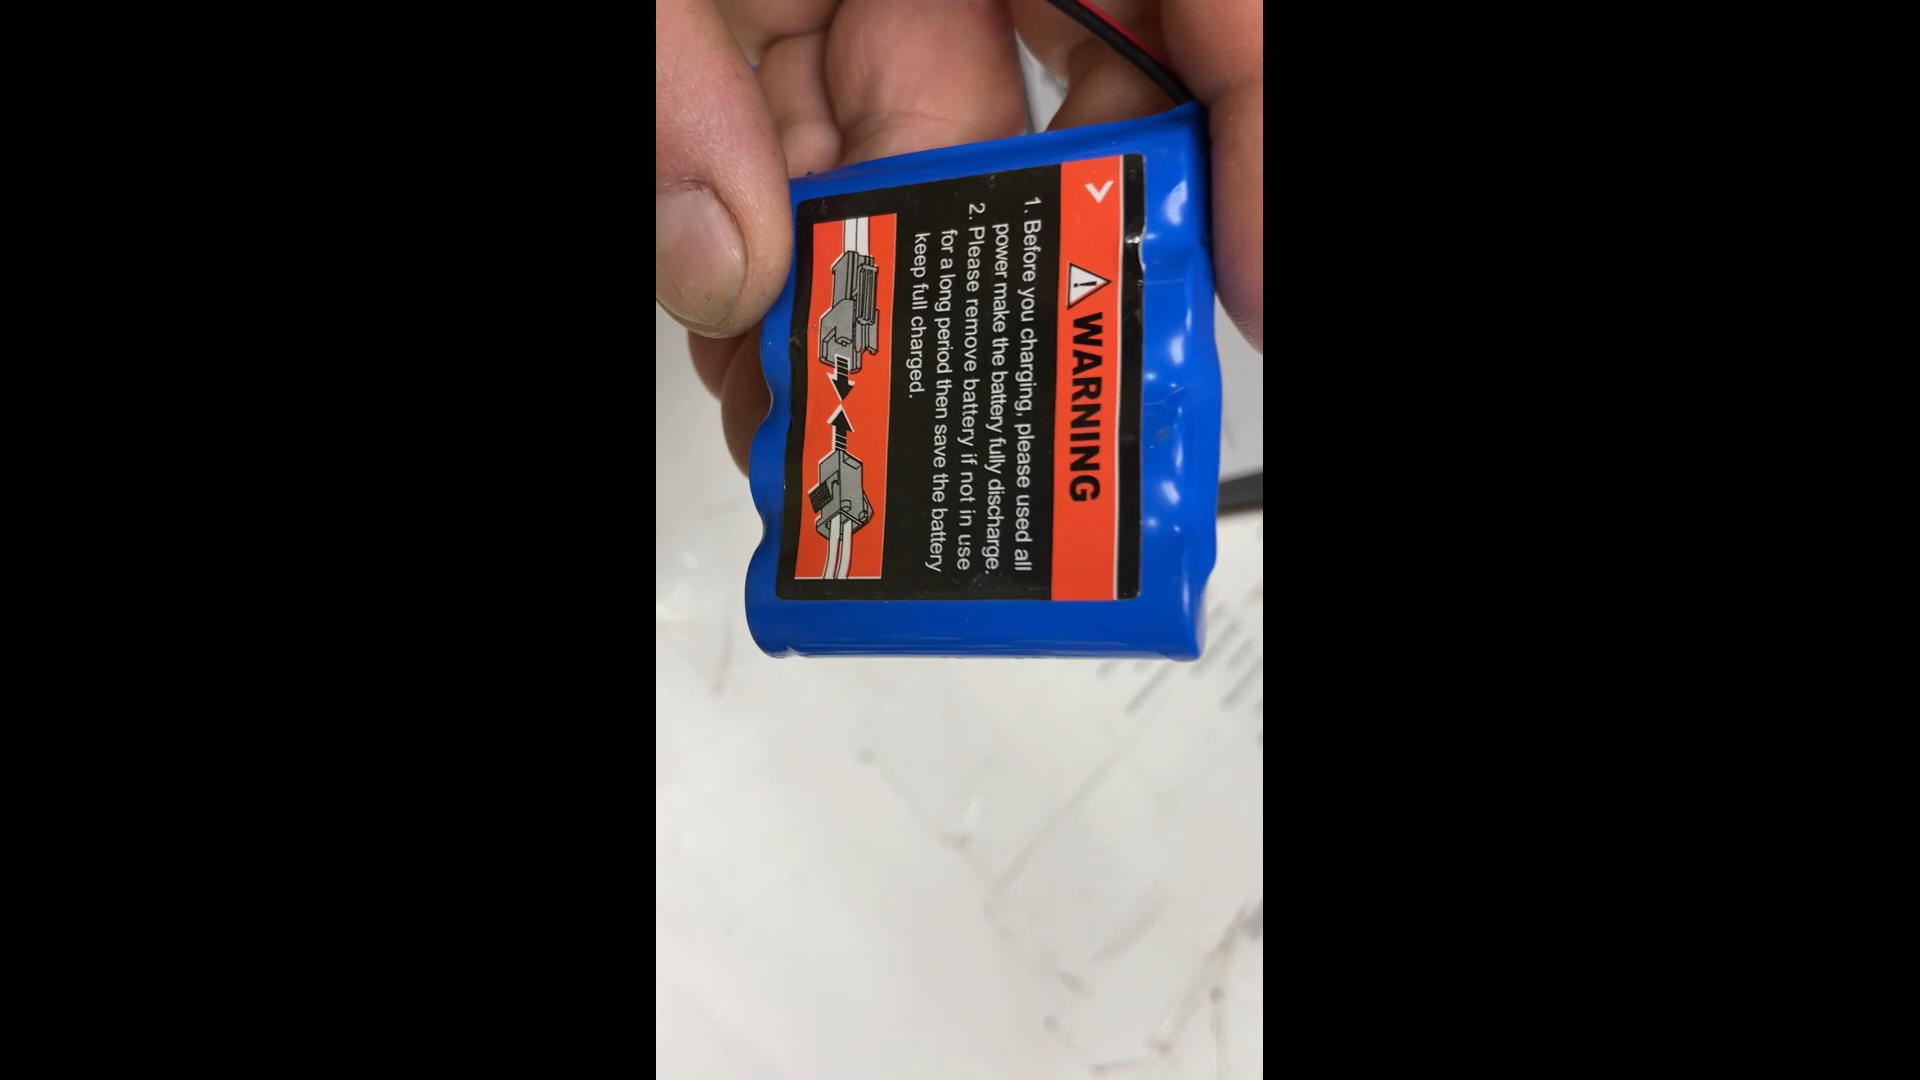 WARNING
1. Before you charging, please used all
power make the battery fully discharge.
2. Please remove battery if not in use
for a long period then save the battery
keep full charged.